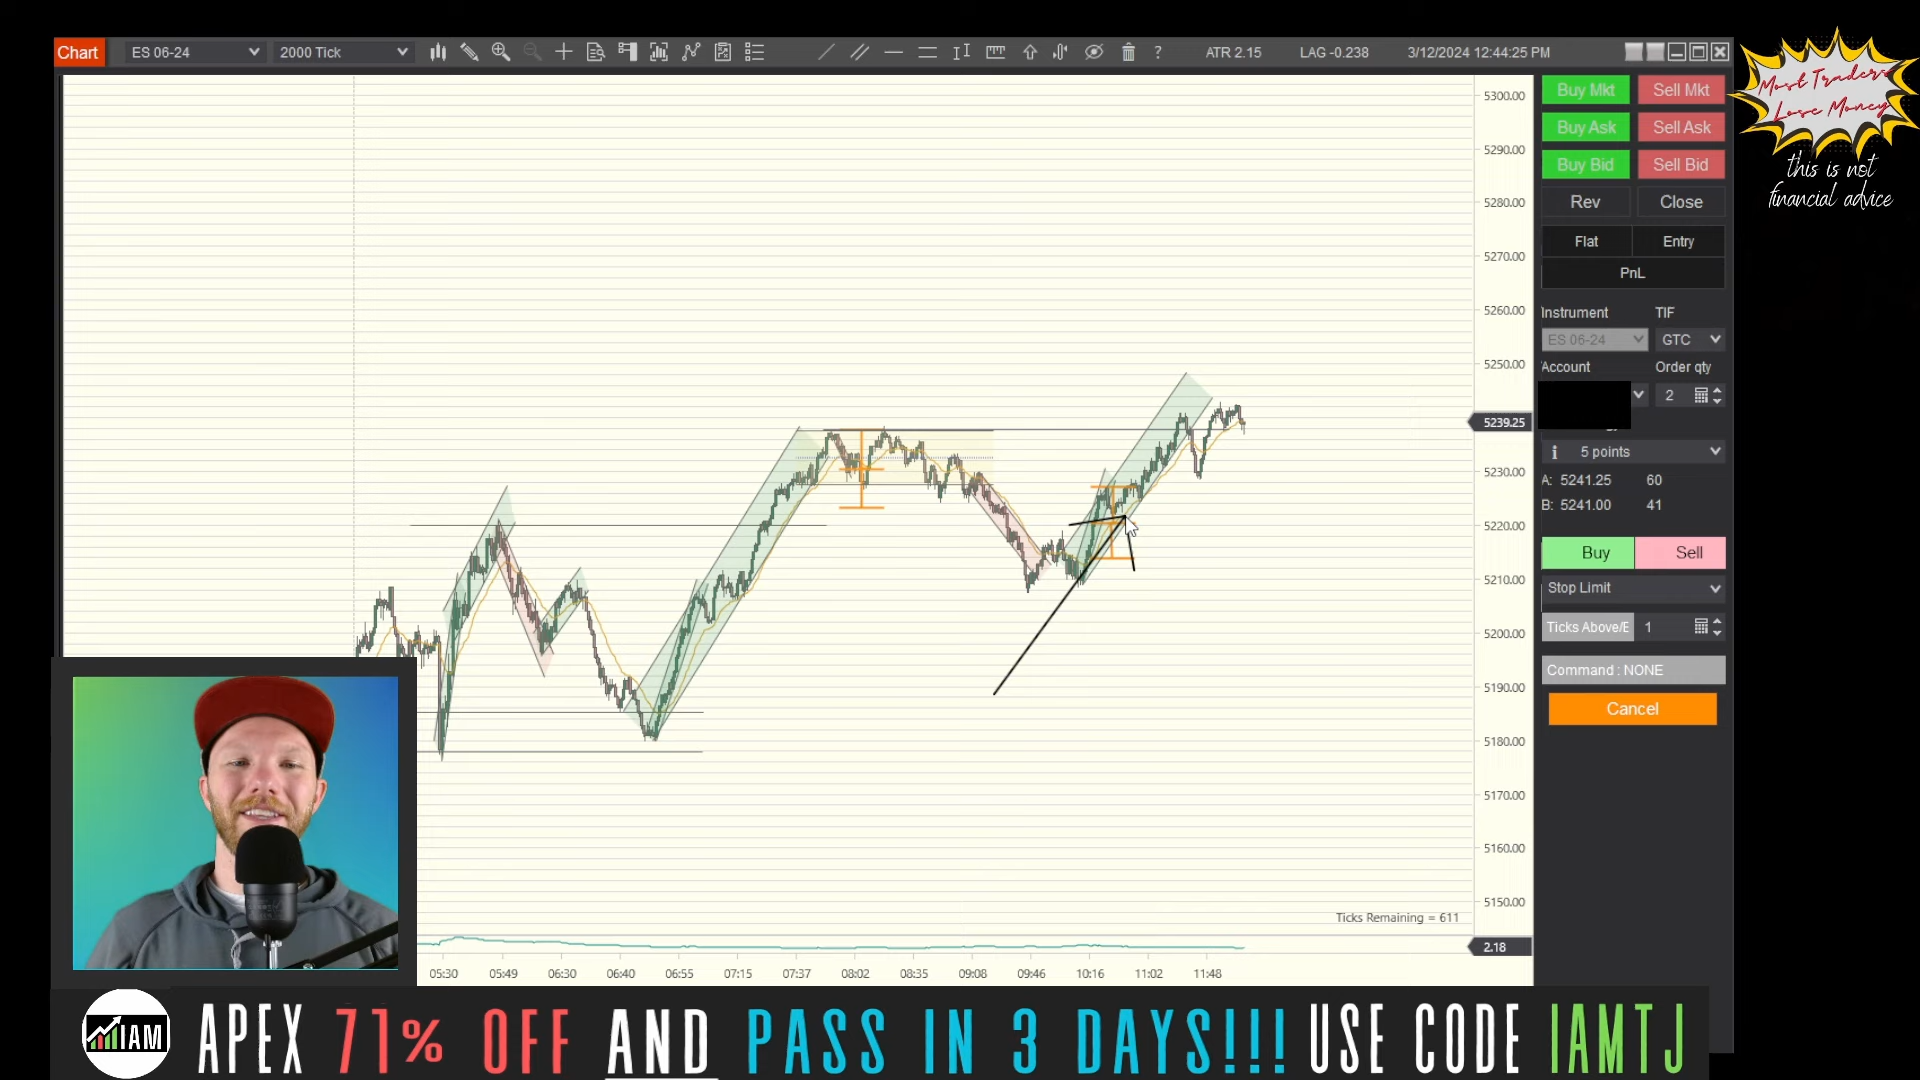 Chart
ES 06-24
2000 Tick
?
ATR 2.15
LAG -0.238
3/12/2024 12:44:25 PM
Most Traders
Lose Money
this is not
financial advice
5300.00
5290.00
5280.00
5270.00
5260.00
5250.00
5239.25
5230.00
5220.00
5210.00
5200.00
5190.00
5180.00
5170.00
5160.00
5150.00
Ticks Remaining = 611
2.18
05:30 05:49 06:30 06:40 06:55 07:15 07:37 08:02 08:35 09:08 09:46 10:16 11:02 11:48
Buy Mkt Sell Mkt
Buy Ask Sell Ask
Buy Bid Sell Bid
Rev Close
Flat Entry
PnL
Instrument TIF
ES 06-24 GTC
Account Order qty
2
i 5 points
A: 5241.25 60
B: 5241.00 41
Buy Sell
Stop Limit
Ticks Above/E 1
Command : NONE
Cancel
IAM
APEX 71% OFF AND PASS IN 3 DAYS!!! USE CODE IAMTJ